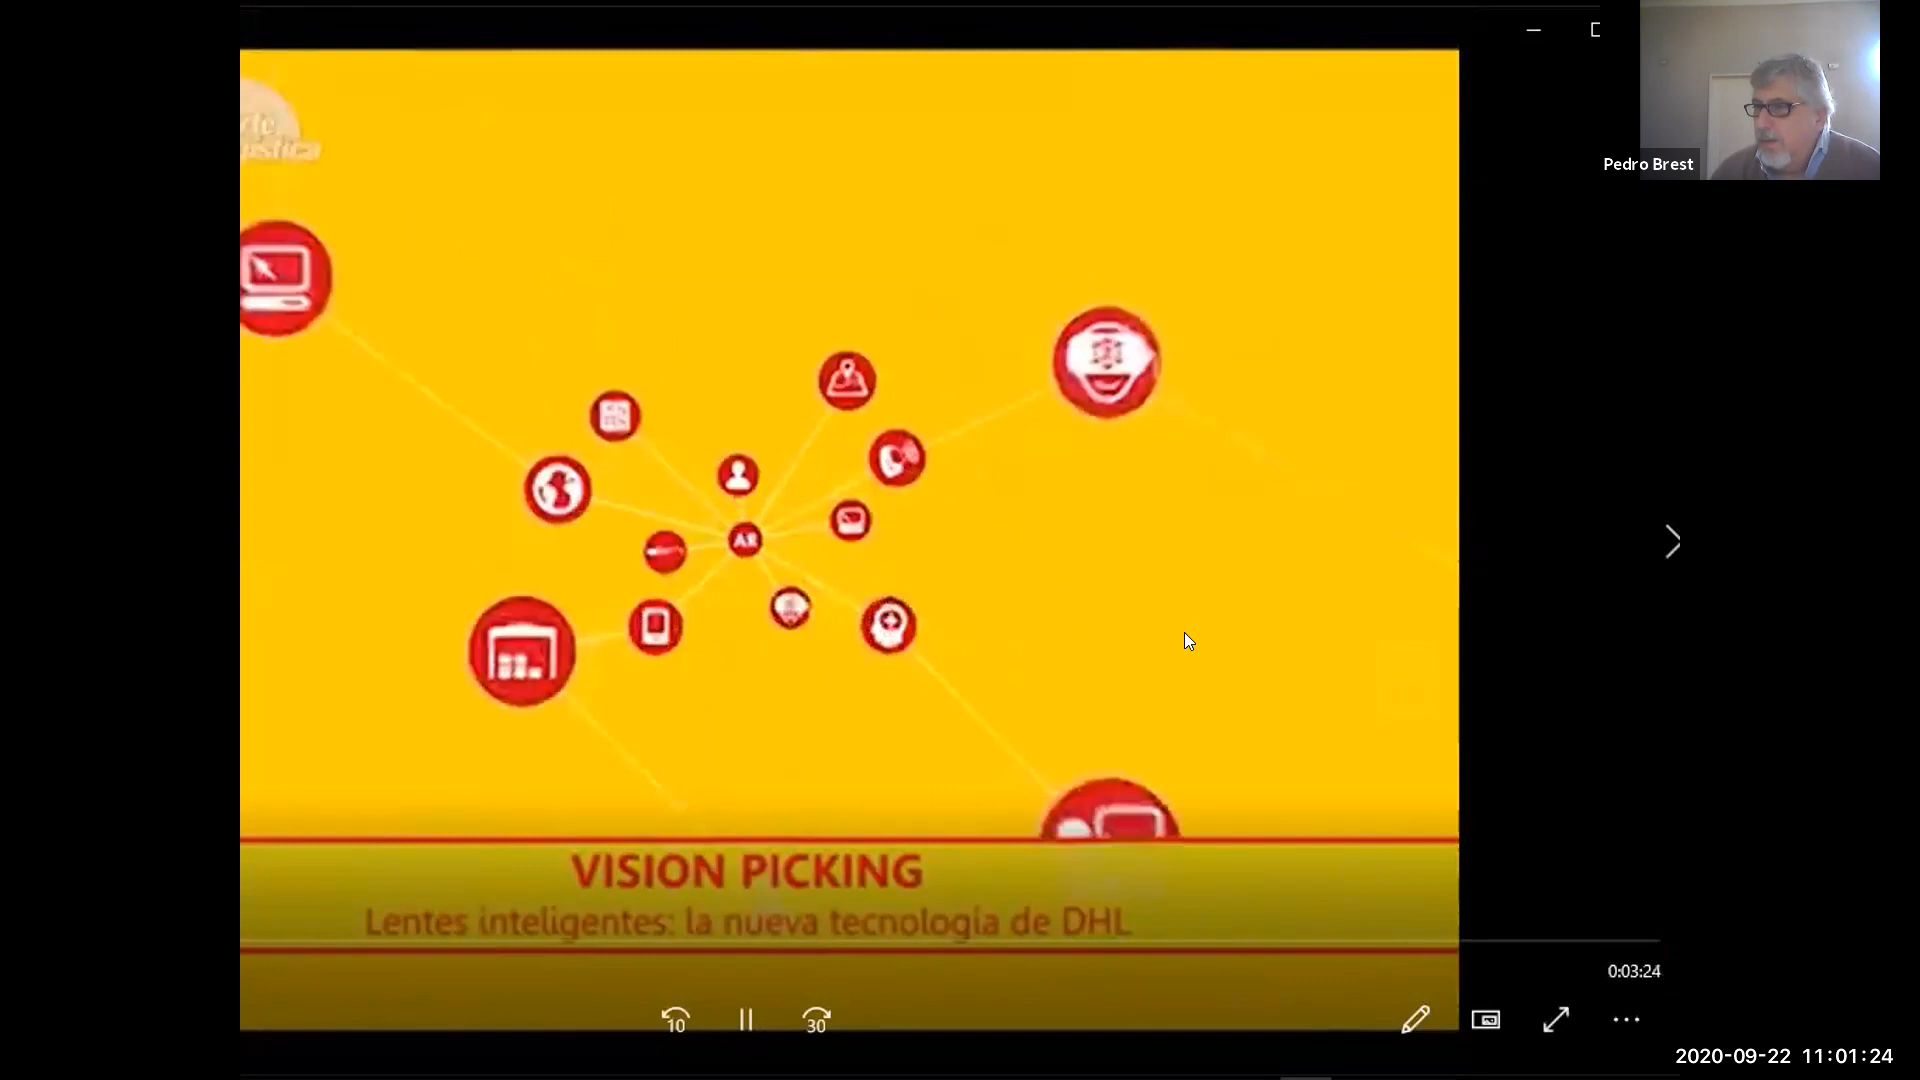 Pedro Brest
AR
VISION PICKING
Lentes inteligentes: la nueva tecnología de DHL
0:03:24
10
30
2020-09-22 11:01:24